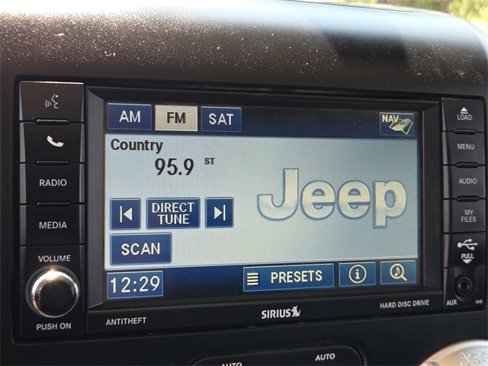 AM FM SAT NAV
Country
95.9 ST
Jeep
DIRECT
TUNE
SCAN
12:29 PRESETS
RADIO
MEDIA
VOLUME
PUSH ON
ANTITHEFT
SIRIUS
HARD DISC DRIVE
LOAD
MENU
AUDIO
MY
FILES
PULL
AUX
AUTO AUTO